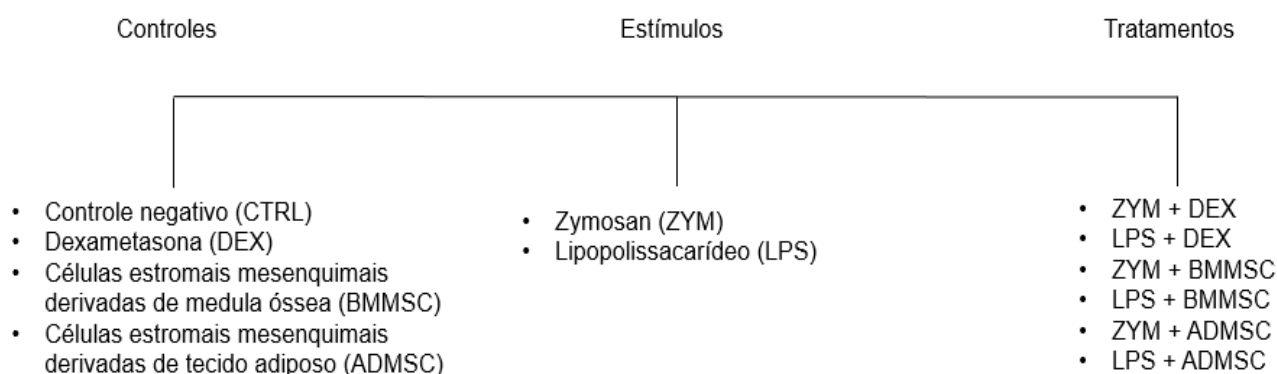 Controles
Estímulos
Tratamentos
• Controle negativo (CTRL)
• Dexametasona (DEX)
• Células estromais mesenquimais
derivadas de medula óssea (BMMSC)
• Células estromais mesenquimais
derivadas de tecido adiposo (ADMSC)
• Zymosan (ZYM)
• Lipopolissacarídeo (LPS)
• ZYM + DEX
• LPS + DEX
• ZYM + BMMSC
• LPS + BMMSC
• ZYM + ADMSC
• LPS + ADMSC